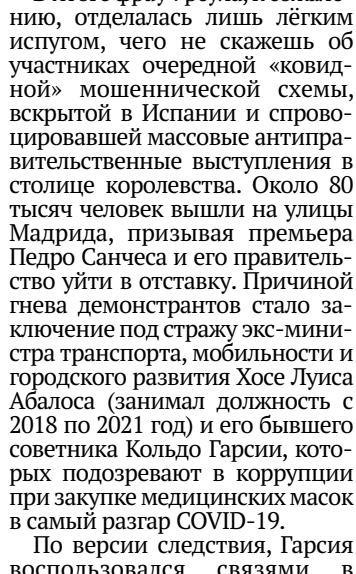 нию, отделалась лишь лёгким
испугом, чего не скажешь об
участниках очередной «ковид-
ной» мошеннической схемы,
вскрытой в Испании и спрово-
цировавшей массовые антипра-
вительственные выступления в
столице королевства. Около 80
тысяч человек вышли на улицы
Мадрида, призывая премьера
Педро Санчеса и его правитель-
ство уйти в отставку. Причиной
гнева демонстрантов стало за-
ключение под стражу экс-мини-
стра транспорта, мобильности и
городского развития Хосе Луиса
Абалоса (занимал должность с
2018 по 2021 год) и его бывшего
советника Кольдо Гарсии, кото-
рых подозревают в коррупции
при закупке медицинских масок
в самый разгар COVID-19.
По версии следствия, Гарсия
воспользовался связями в